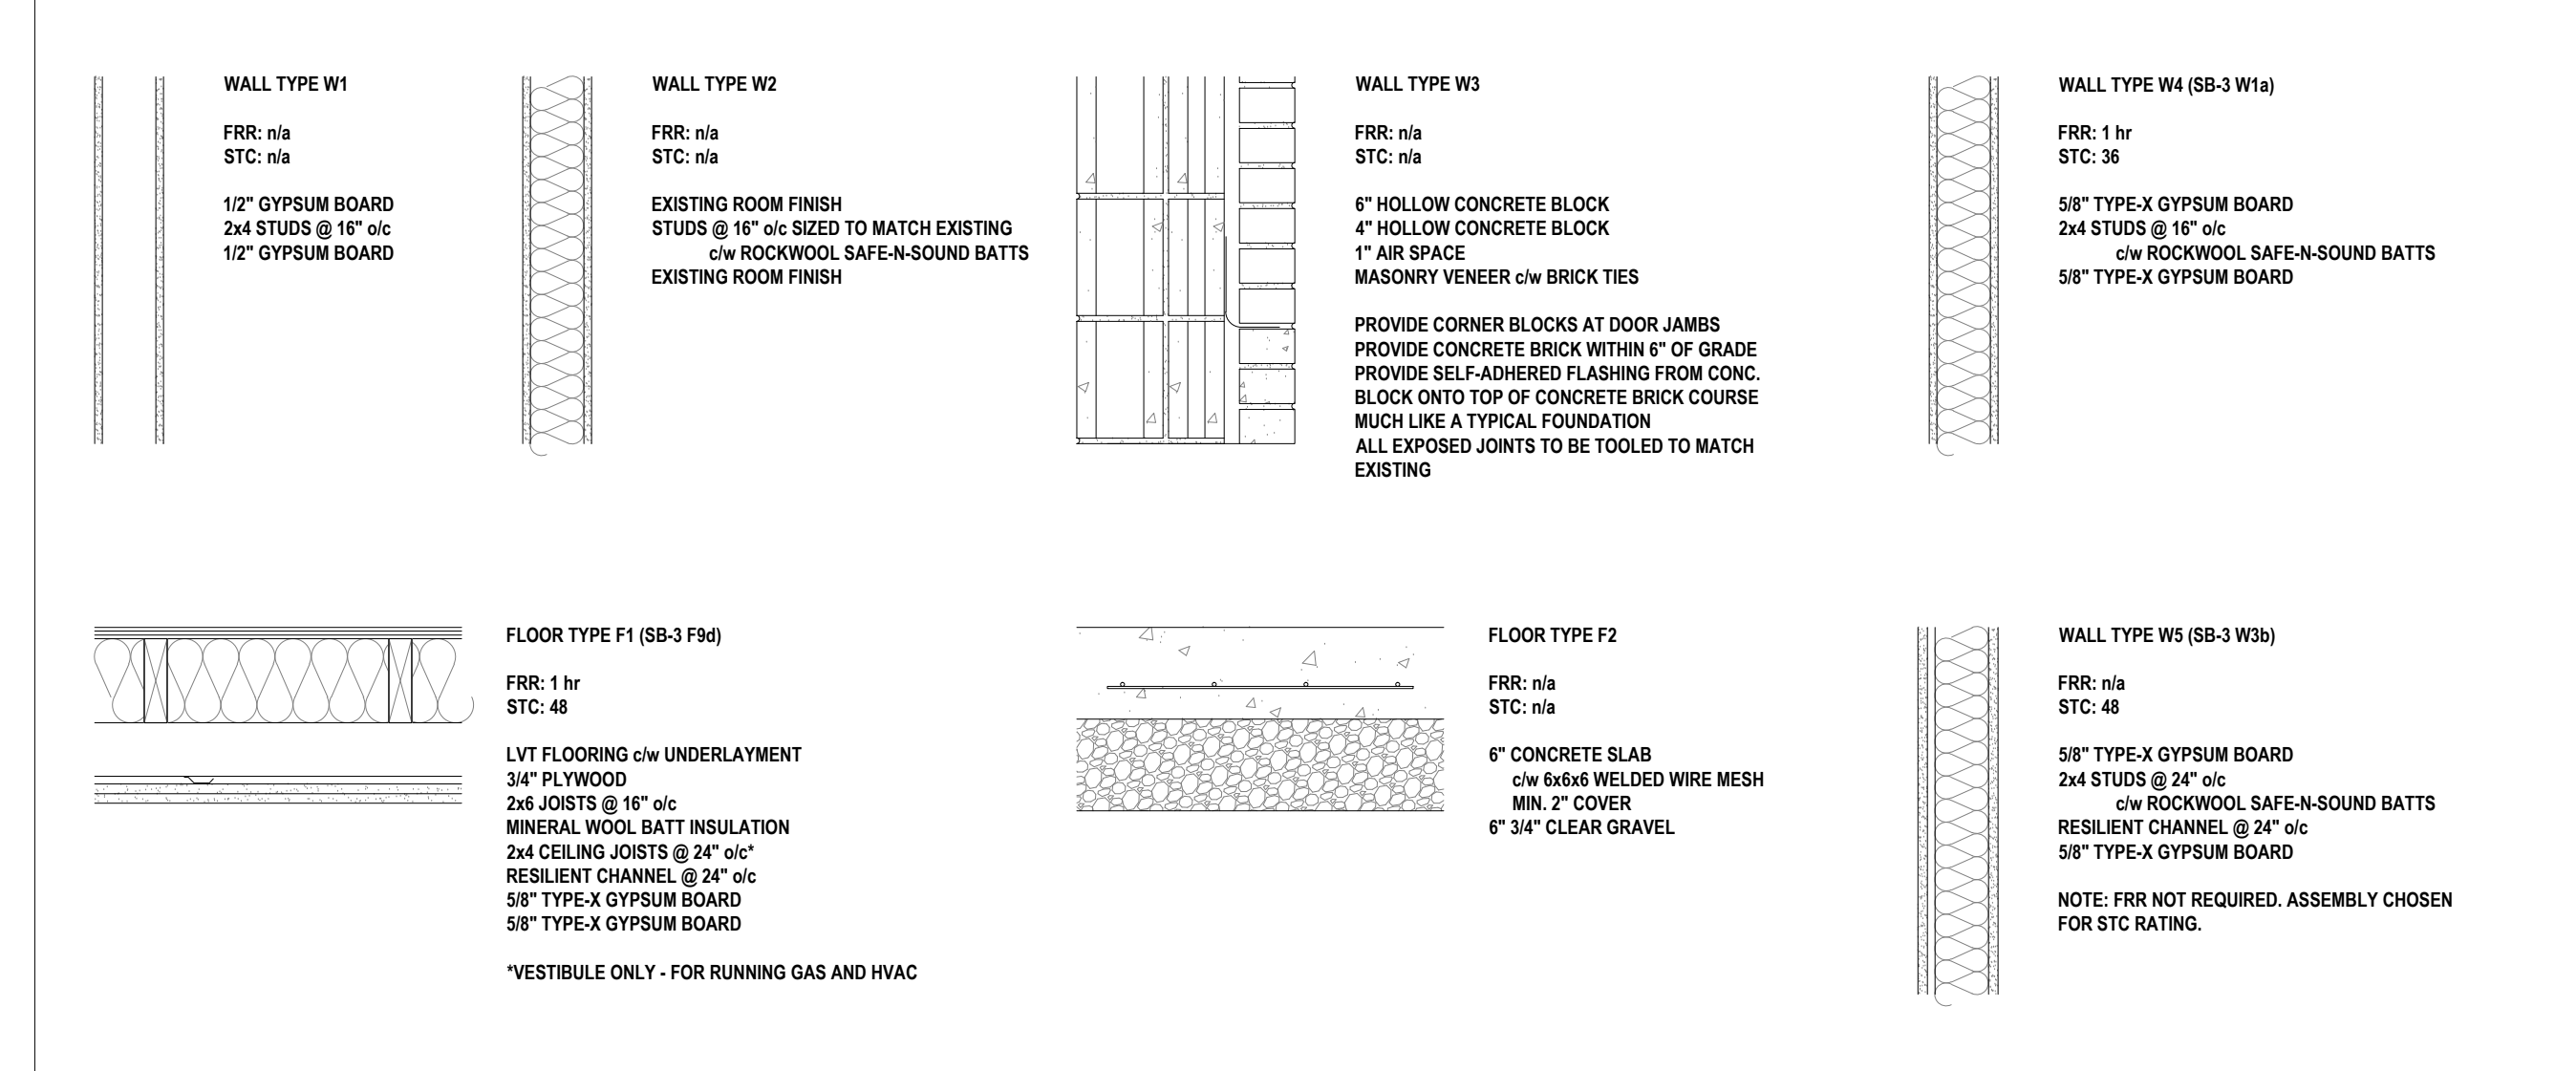 WALL TYPE W1
FRR: n/a
STC: n/a
1/2" GYPSUM BOARD
2x4 STUDS @ 16" o/c
1/2" GYPSUM BOARD
WALL TYPE W2
FRR: n/a
STC: n/a
EXISTING ROOM FINISH
STUDS @ 16" o/c SIZED TO MATCH EXISTING
c/w ROCKWOOL SAFE-N-SOUND BATTS
EXISTING ROOM FINISH
WALL TYPE W3
FRR: n/a
STC: n/a
6" HOLLOW CONCRETE BLOCK
4" HOLLOW CONCRETE BLOCK
1" AIR SPACE
MASONRY VENEER c/w BRICK TIES
PROVIDE CORNER BLOCKS AT DOOR JAMBS
PROVIDE CONCRETE BRICK WITHIN 6" OF GRADE
PROVIDE SELF-ADHERED FLASHING FROM CONC.
BLOCK ONTO TOP OF CONCRETE BRICK COURSE
MUCH LIKE A TYPICAL FOUNDATION
ALL EXPOSED JOINTS TO BE TOOLED TO MATCH
EXISTING
WALL TYPE W4 (SB-3 W1a)
FRR: 1 hr
STC: 36
5/8" TYPE-X GYPSUM BOARD
2x4 STUDS @ 16" o/c
c/w ROCKWOOL SAFE-N-SOUND BATTS
5/8" TYPE-X GYPSUM BOARD
FLOOR TYPE F1 (SB-3 F9d)
FRR: 1 hr
STC: 48
LVT FLOORING c/w UNDERLAYMENT
3/4" PLYWOOD
2x6 JOISTS @ 16" o/c
MINERAL WOOL BATT INSULATION
2x4 CEILING JOISTS @ 24" o/c*
RESILIENT CHANNEL @ 24" o/c
5/8" TYPE-X GYPSUM BOARD
5/8" TYPE-X GYPSUM BOARD
*VESTIBULE ONLY - FOR RUNNING GAS AND HVAC
FLOOR TYPE F2
FRR: n/a
STC: n/a
6" CONCRETE SLAB
c/w 6x6x6 WELDED WIRE MESH
MIN. 2" COVER
6" 3/4" CLEAR GRAVEL
WALL TYPE W5 (SB-3 W3b)
FRR: n/a
STC: 48
5/8" TYPE-X GYPSUM BOARD
2x4 STUDS @ 24" o/c
c/w ROCKWOOL SAFE-N-SOUND BATTS
RESILIENT CHANNEL @ 24" o/c
5/8" TYPE-X GYPSUM BOARD
NOTE: FRR NOT REQUIRED. ASSEMBLY CHOSEN
FOR STC RATING.